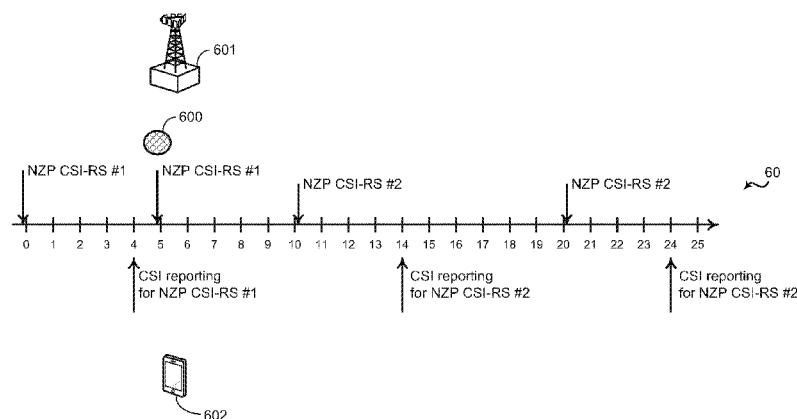 601
600
NZP CSI-RS #1
NZP CSI-RS #1
NZP CSI-RS #2
NZP CSI-RS #2
60
0 1 2 3 4 5 6 7 8 9 10 11 12 13 14 15 16 17 18 19 20 21 22 23 24 25
CSI reporting
for NZP CSI-RS #1
CSI reporting
for NZP CSI-RS #2
CSI reporting
for NZP CSI-RS #2
602